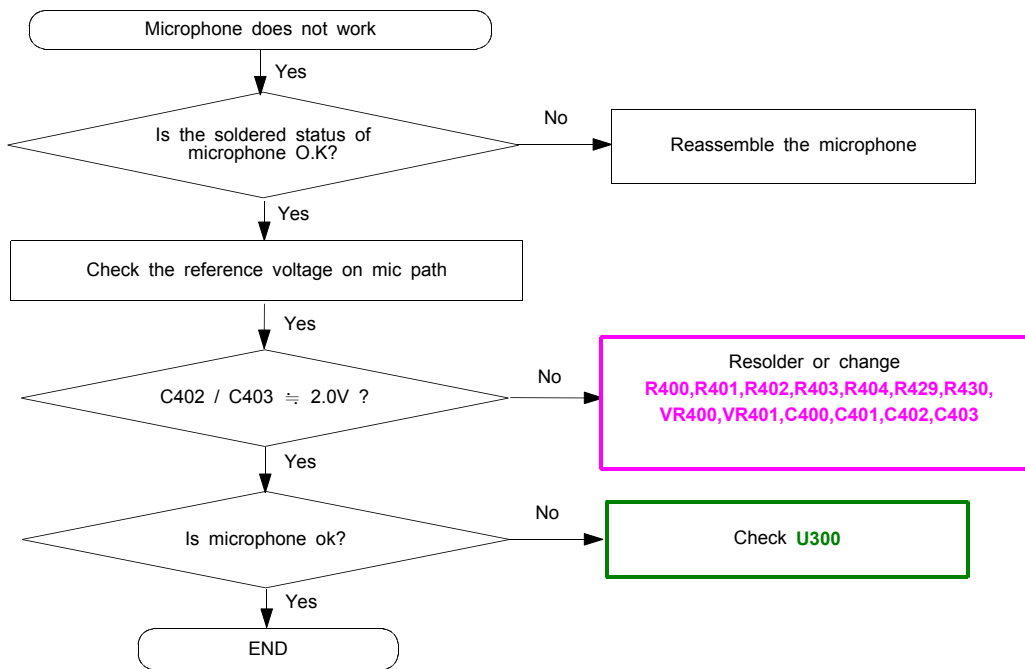 Microphone does not work
Yes
Is the soldered status of
microphone O.K?
No
Reassemble the microphone
Yes
Check the reference voltage on mic path
Yes
C402 / C403 ≒ 2.0V ?
No
Resolder or change
R400,R401,R402,R403,R404,R429,R430,
VR400,VR401,C400,C401,C402,C403
Yes
Is microphone ok?
No
Check U300
Yes
END